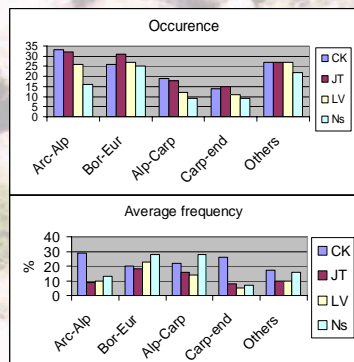 Occurence
35
30
25
20
15
10
5
0
Arc-Alp
Bor-Eur
Alp-Carp
Carp-end
Others
CK
JT
LV
Ns
Average frequency
%
40
30
20
10
0
Arc-Alp
Bor-Eur
Alp-Carp
Carp-end
Others
CK
JT
LV
Ns